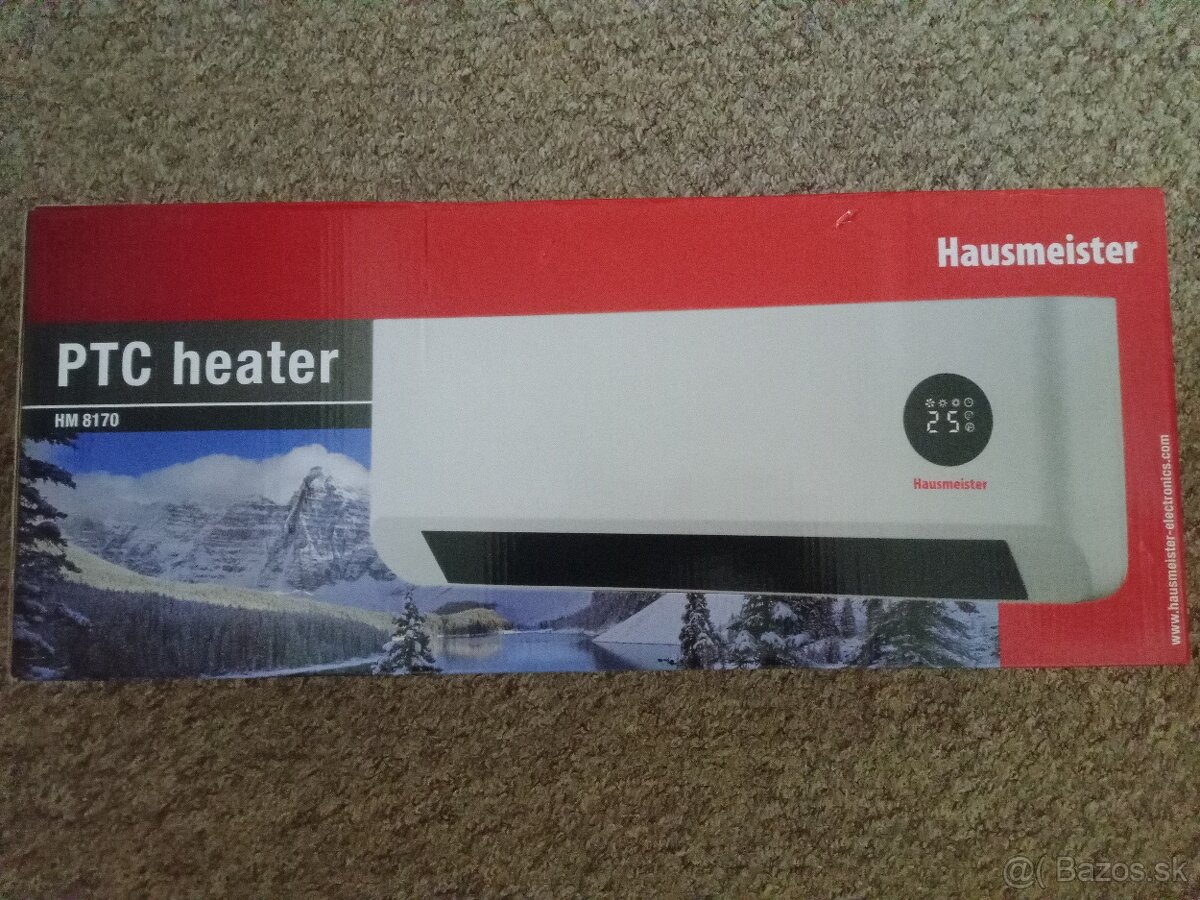 Hausmeister
PTC heater
HM 8170
25
Hausmeister
www.hausmeister-electronics.com
@( Bazos.sk